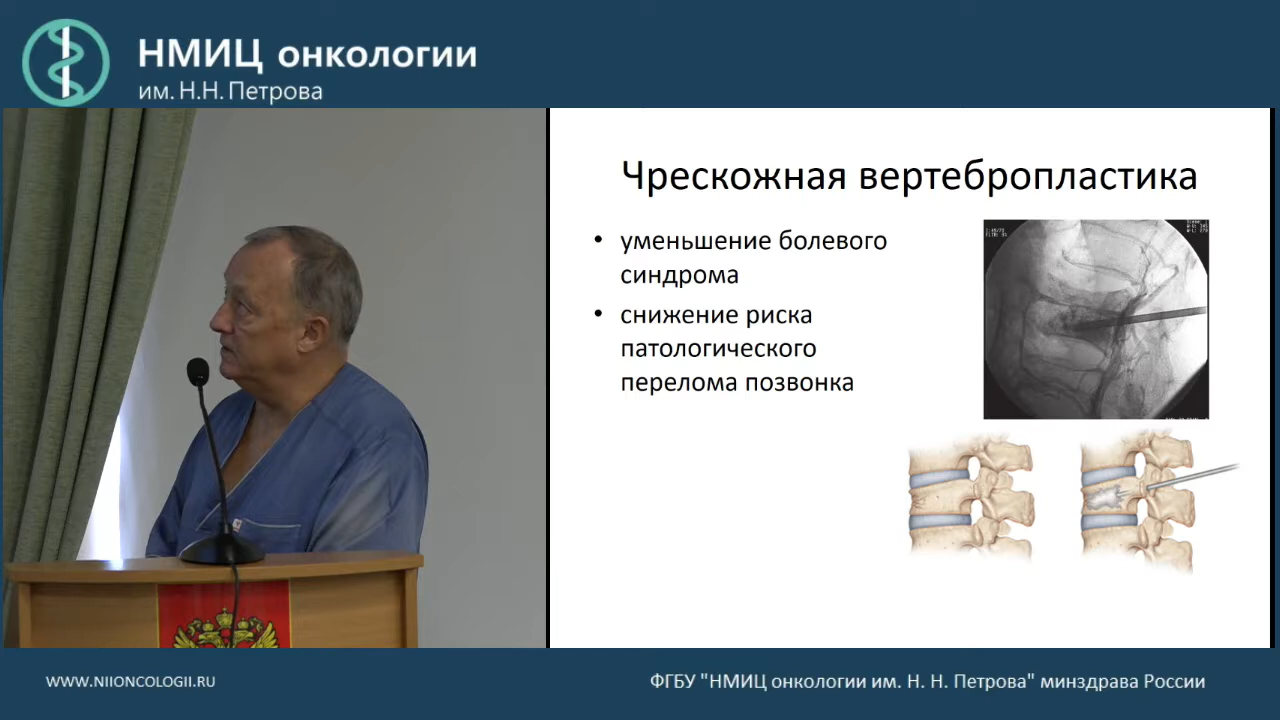 НМИЦ онкологии
им. Н.Н. Петрова
Чрескожная вертебропластика
• уменьшение болевого
синдрома
• снижение риска
патологического
перелома позвонка
WWW.NIIONCOLOGII.RU
ФГБУ "НМИЦ онкологии им. Н. Н. Петрова" минздрава России